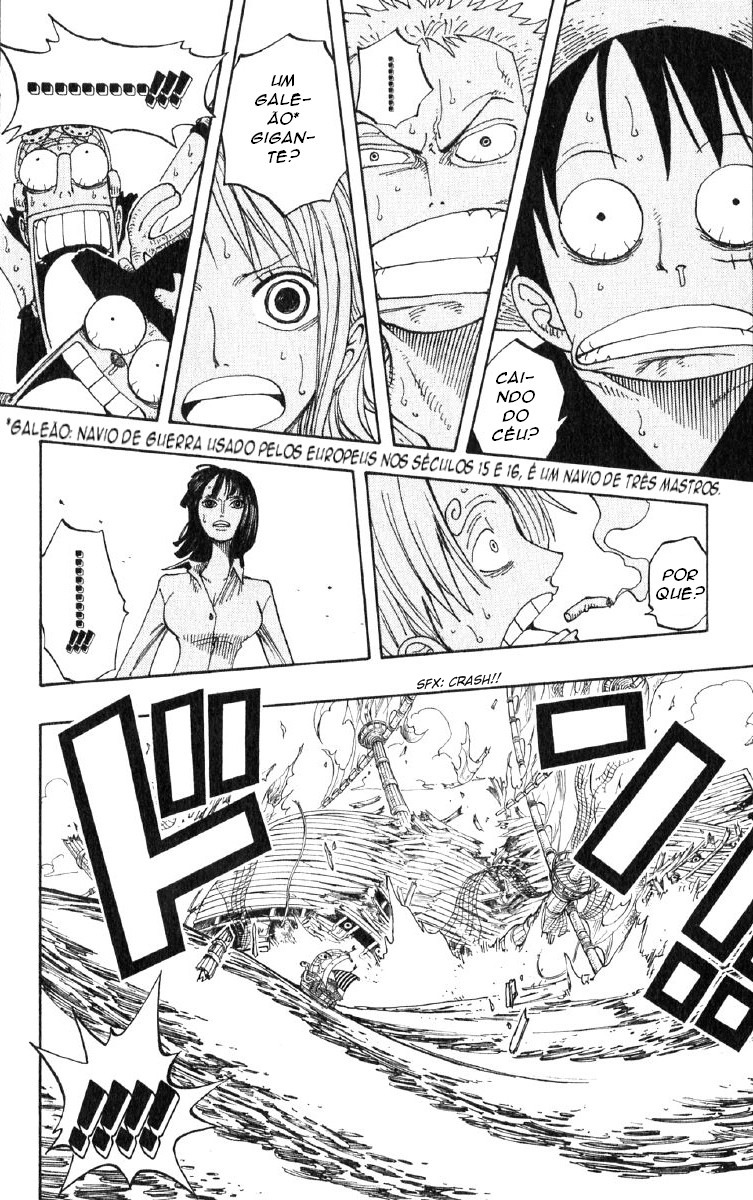 ..........!!!
UM
GALE-
ÃO*
GIGAN-
TE?
..........
CAI-
NDO
DO
CÉU?
*GALEÃO: NAVIO DE GUERRA USADO PELOS EUROPEUS NOS SÉCULOS 15 E 16, É UM NAVIO DE TRÊS MASTROS.
..........!!!
POR
QUE?
SFX: CRASH!!
ドーン!!
!!!!